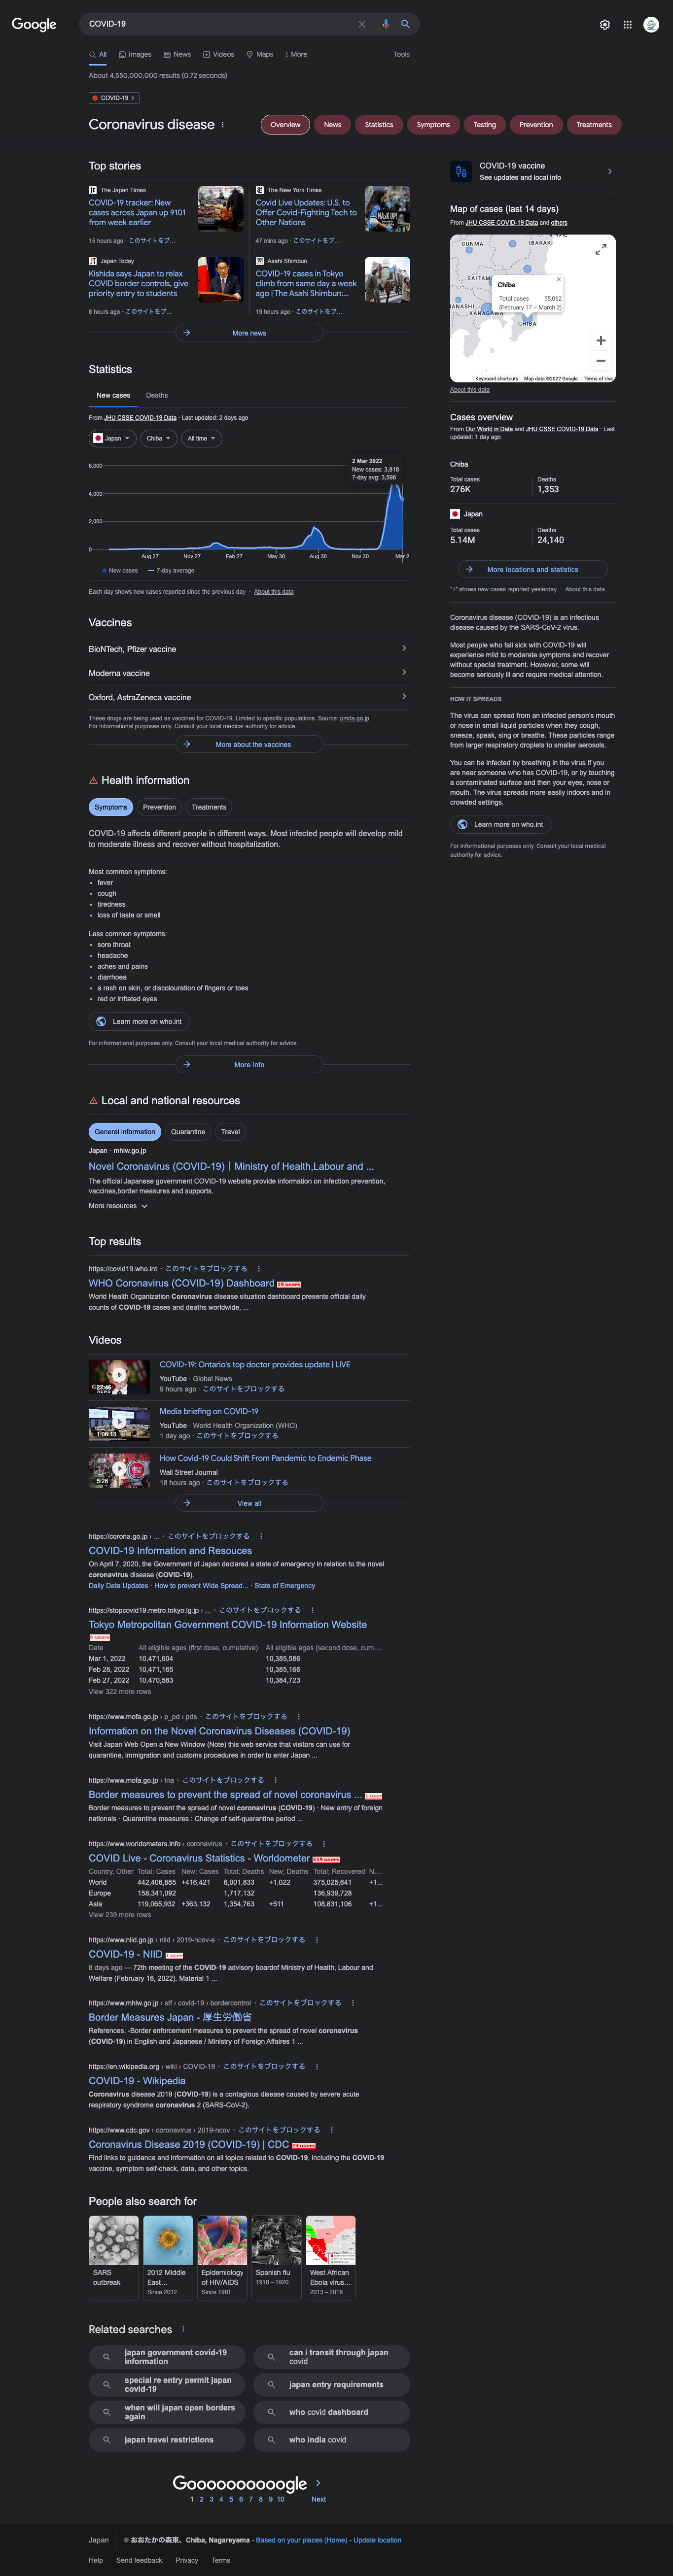 Google
COVID-19
All
Images
News
Videos
Maps
More
Tools
About 4,550,000,000 results (0.72 seconds)
COVID-19
Coronavirus disease
Overview
News
Statistics
Symptoms
Testing
Prevention
Treatments
Top stories
The Japan Times
COVID-19 tracker: New
cases across Japan up 9101
from week earlier
15 hours ago · このサイトをブ...
The New York Times
Covid Live Updates: U.S. to
Offer Covid-Fighting Tech to
Other Nations
47 mins ago · このサイトをブ...
Japan Today
Kishida says Japan to relax
COVID border controls, give
priority entry to students
8 hours ago · このサイトをブ...
Asahi Shimbun
COVID-19 cases in Tokyo
climb from same day a week
ago | The Asahi Shimbun:...
19 hours ago · このサイトをブ...
More news
Statistics
New cases
Deaths
From JHU CSSE COVID-19 Data · Last updated: 2 days ago
Japan
Chiba
All time
2 Mar 2022
New cases: 3,818
7-day avg: 3,596
6,000
4,000
2,000
0
Aug 27
Nov 27
Feb 27
May 30
Aug 30
Nov 30
Mar 2
New cases
7-day average
Each day shows new cases reported since the previous day · About this data
Vaccines
BioNTech, Pfizer vaccine
Moderna vaccine
Oxford, AstraZeneca vaccine
These drugs are being used as vaccines for COVID-19. Limited to specific populations. Source: pmda.go.jp
For informational purposes only. Consult your local medical authority for advice.
More about the vaccines
Health information
Symptoms
Prevention
Treatments
COVID-19 affects different people in different ways. Most infected people will develop mild
to moderate illness and recover without hospitalization.
Most common symptoms:
• fever
• cough
• tiredness
• loss of taste or smell
Less common symptoms:
• sore throat
• headache
• aches and pains
• diarrhoea
• a rash on skin, or discolouration of fingers or toes
• red or irritated eyes
Learn more on who.int
For informational purposes only. Consult your local medical authority for advice.
More info
Local and national resources
General information
Quarantine
Travel
Japan · mhlw.go.jp
Novel Coronavirus (COVID-19)｜Ministry of Health,Labour and ...
The official Japanese government COVID-19 website provide information on infection prevention,
vaccines,border measures and supports.
More resources
Top results
https://covid19.who.int · このサイトをブロックする
WHO Coronavirus (COVID-19) Dashboard
World Health Organization Coronavirus disease situation dashboard presents official daily
counts of COVID-19 cases and deaths worldwide, ...
Videos
COVID-19: Ontario's top doctor provides update | LIVE
27:46
YouTube · Global News
9 hours ago · このサイトをブロックする
Media briefing on COVID-19
1:06:13
YouTube · World Health Organization (WHO)
1 day ago · このサイトをブロックする
How Covid-19 Could Shift From Pandemic to Endemic Phase
5:26
Wall Street Journal
18 hours ago · このサイトをブロックする
View all
https://corona.go.jp › ... · このサイトをブロックする
COVID-19 Information and Resouces
On April 7, 2020, the Government of Japan declared a state of emergency in relation to the novel
coronavirus disease (COVID-19).
Daily Data Updates · How to prevent Wide Spread... · State of Emergency
https://stopcovid19.metro.tokyo.lg.jp › ... · このサイトをブロックする
Tokyo Metropolitan Government COVID-19 Information Website
Date All eligible ages (first dose, cumulative) All eligible ages (second dose, cum...
Mar 1, 2022 10,471,604 10,385,586
Feb 28, 2022 10,471,165 10,385,166
Feb 27, 2022 10,470,583 10,384,723
View 322 more rows
https://www.mofa.go.jp › p_pd › pds · このサイトをブロックする
Information on the Novel Coronavirus Diseases (COVID-19)
Visit Japan Web Open a New Window (Note) this web service that visitors can use for
quarantine, immigration and customs procedures in order to enter Japan ...
https://www.mofa.go.jp › fna · このサイトをブロックする
Border measures to prevent the spread of novel coronavirus ...
Border measures to prevent the spread of novel coronavirus (COVID-19) · New entry of foreign
nationals · Quarantine measures : Change of self-quarantine period ...
https://www.worldometers.info › coronavirus · このサイトをブロックする
COVID Live - Coronavirus Statistics - Worldometer
Country, Other Total; Cases New; Cases Total; Deaths New; Deaths Total; Recovered N...
World 442,406,885 +416,421 6,001,833 +1,022 375,025,641 +1...
Europe 158,341,092 1,717,132 136,939,728
Asia 119,065,932 +363,132 1,354,763 +511 108,831,106 +1...
View 239 more rows
https://www.niid.go.jp › niid › 2019-ncov-e · このサイトをブロックする
COVID-19 - NIID
8 days ago — 72th meeting of the COVID-19 advisory boardof Ministry of Health, Labour and
Welfare (February 16, 2022). Material 1 ...
https://www.mhlw.go.jp › stf › covid-19 › bordercontrol · このサイトをブロックする
Border Measures Japan - 厚生労働省
References. -Border enforcement measures to prevent the spread of novel coronavirus
(COVID-19) in English and Japanese / Ministry of Foreign Affairs 1 ...
https://en.wikipedia.org › wiki › COVID-19 · このサイトをブロックする
COVID-19 - Wikipedia
Coronavirus disease 2019 (COVID-19) is a contagious disease caused by severe acute
respiratory syndrome coronavirus 2 (SARS-CoV-2).
https://www.cdc.gov › coronavirus › 2019-ncov · このサイトをブロックする
Coronavirus Disease 2019 (COVID-19) | CDC
Find links to guidance and information on all topics related to COVID-19, including the COVID-19
vaccine, symptom self-check, data, and other topics.
People also search for
SARS
outbreak
2012 Middle
East...
Since 2012
Epidemiology
of HIV/AIDS
Since 1981
Spanish flu
1918 – 1920
West African
Ebola virus...
2013 – 2016
Related searches
japan government covid-19
information
can i transit through japan
covid
special re entry permit japan
covid-19
japan entry requirements
when will japan open borders
again
who covid dashboard
japan travel restrictions
who india covid
Goooooooooogle
1 2 3 4 5 6 7 8 9 10 Next
Japan
おおたかの森東、Chiba, Nagareyama - Based on your places (Home) - Update location
Help Send feedback Privacy Terms
COVID-19 vaccine
See updates and local info
Map of cases (last 14 days)
From JHU CSSE COVID-19 Data and others
GUNMA
IBARAKI
SAITAM
ANASHI
KANAGAWA
CHIBA
Chiba
Total cases 55,062
(February 17 – March 2)
Keyboard shortcuts Map data ©2022 Google Terms of Use
About this data
Cases overview
From Our World in Data and JHU CSSE COVID-19 Data · Last
updated: 1 day ago
Chiba
Total cases
276K
Deaths
1,353
Japan
Total cases
5.14M
Deaths
24,140
More locations and statistics
"+" shows new cases reported yesterday · About this data
Coronavirus disease (COVID-19) is an infectious
disease caused by the SARS-CoV-2 virus.
Most people who fall sick with COVID-19 will
experience mild to moderate symptoms and recover
without special treatment. However, some will
become seriously ill and require medical attention.
HOW IT SPREADS
The virus can spread from an infected person's mouth
or nose in small liquid particles when they cough,
sneeze, speak, sing or breathe. These particles range
from larger respiratory droplets to smaller aerosols.
You can be infected by breathing in the virus if you
are near someone who has COVID-19, or by touching
a contaminated surface and then your eyes, nose or
mouth. The virus spreads more easily indoors and in
crowded settings.
Learn more on who.int
For informational purposes only. Consult your local medical
authority for advice.